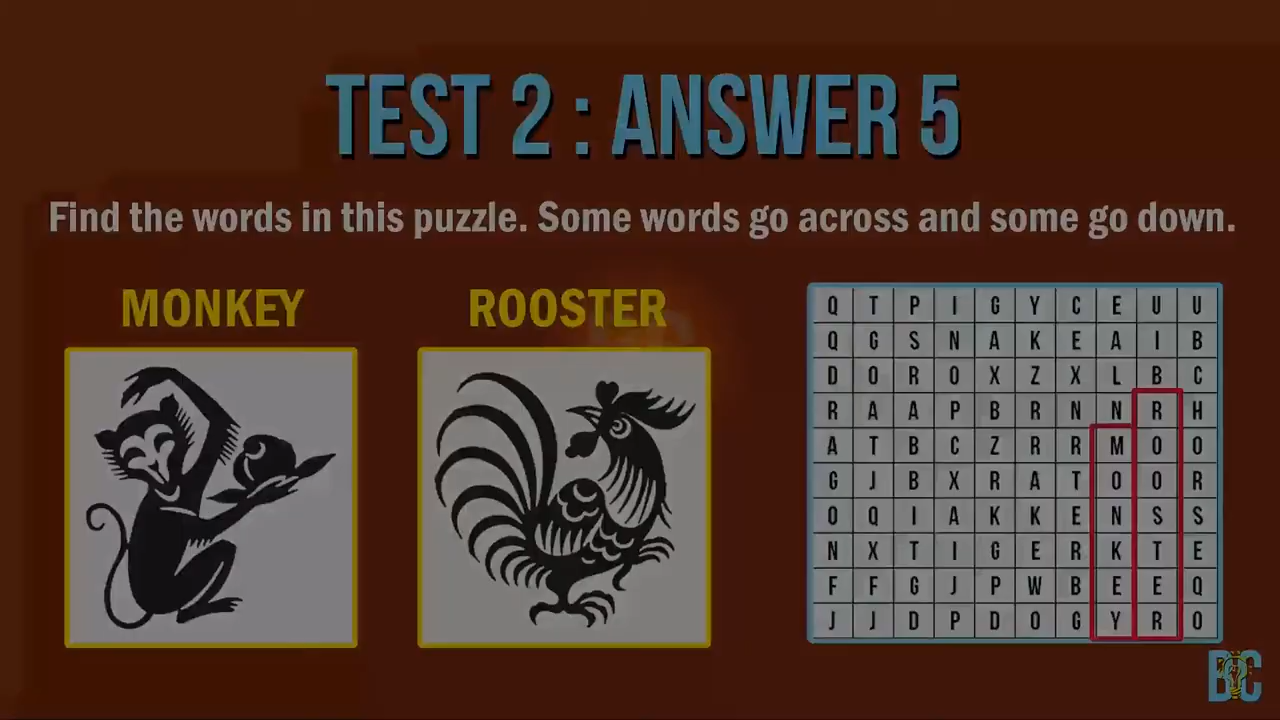 TEST 2 : ANSWER 5
Find the words in this puzzle. Some words go across and some go down.
MONKEY
ROOSTER
Q T P I G Y C E U U
Q G S N A K E A I B
D O R O X Z X L B C
R A A P B R N N R H
A T B C Z R R M O O
G J B X R A T O O R
O Q I A K K E N S S
N X T I G E R K T E
F F G J P W B E E Q
J J D P D O G Y R O
BC